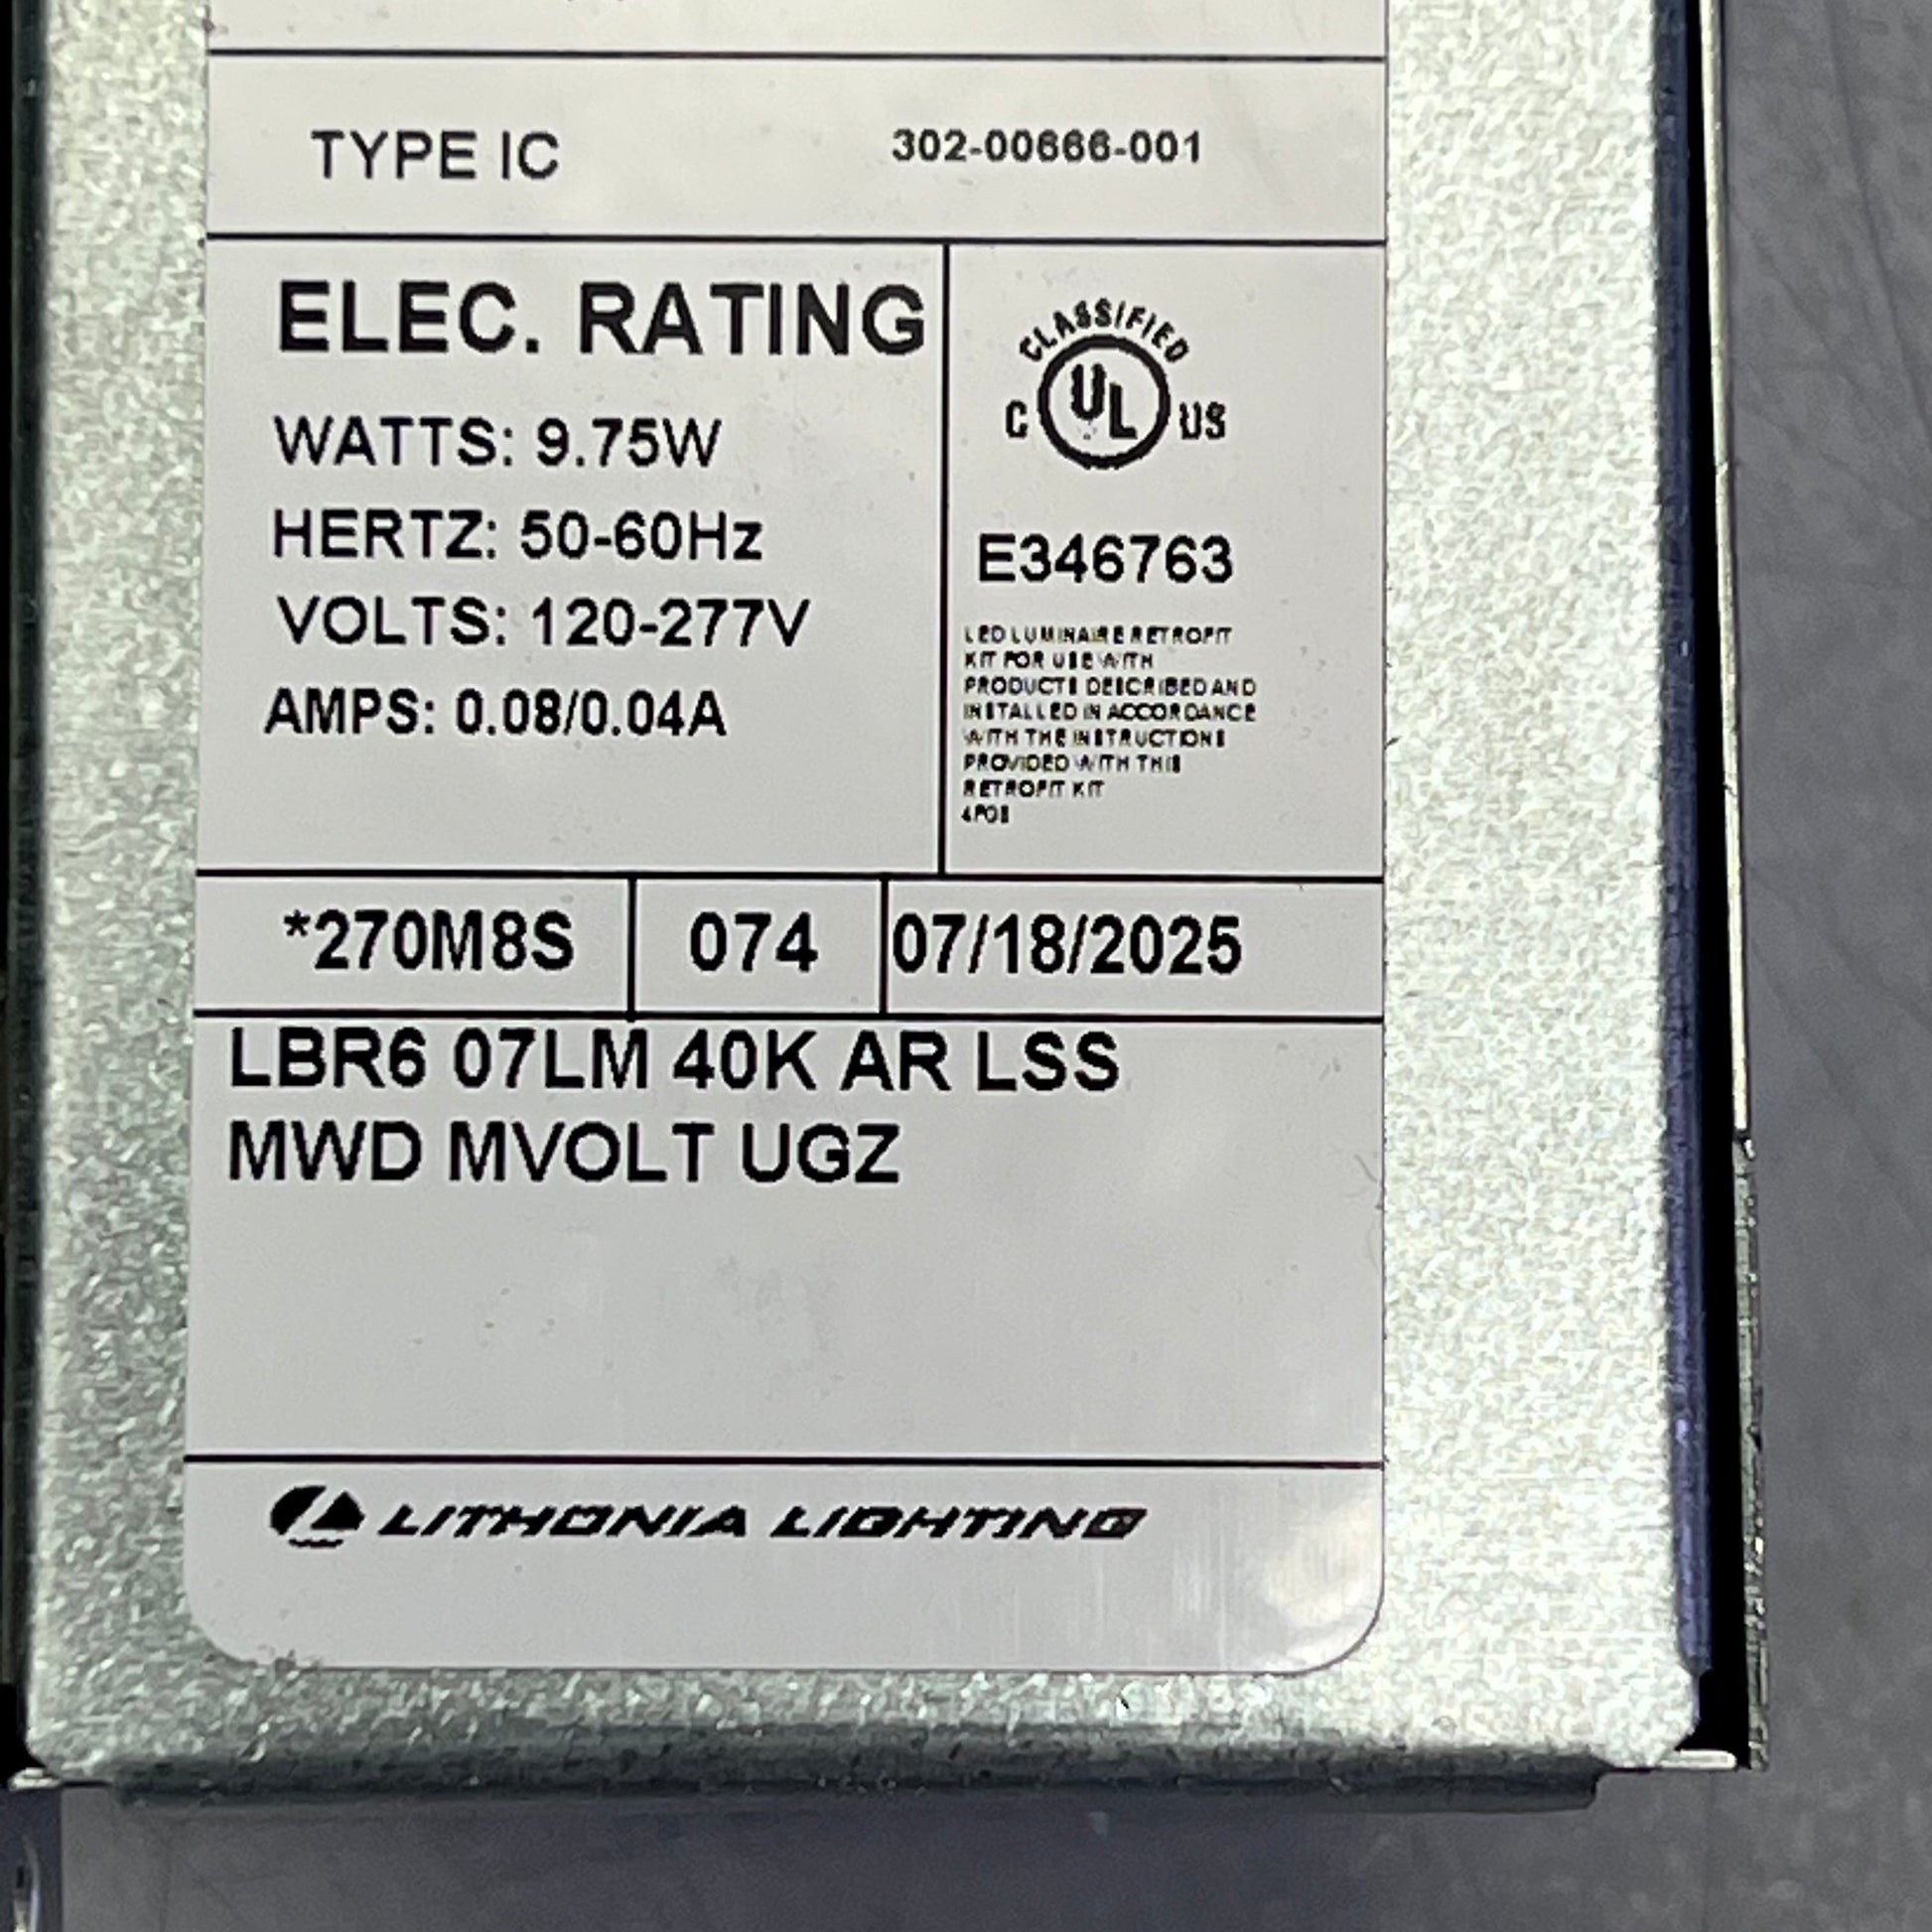 TYPE IC 302-00666-001
ELEC. RATING
WATTS: 9.75W
HERTZ: 50-60Hz
VOLTS: 120-277V
AMPS: 0.08/0.04A
CLASSIFIED
C UL US
E346763
LED LUMINAIRE RETROFIT
KIT FOR USE WITH
PRODUCTS DESCRIBED AND
INSTALLED IN ACCORDANCE
WITH THE INSTRUCTIONS
PROVIDED WITH THIS
RETROFIT KIT
*270M8S 074 07/18/2025
LBR6 07LM 40K AR LSS
MWD MVOLT UGZ
LITHONIA LIGHTING